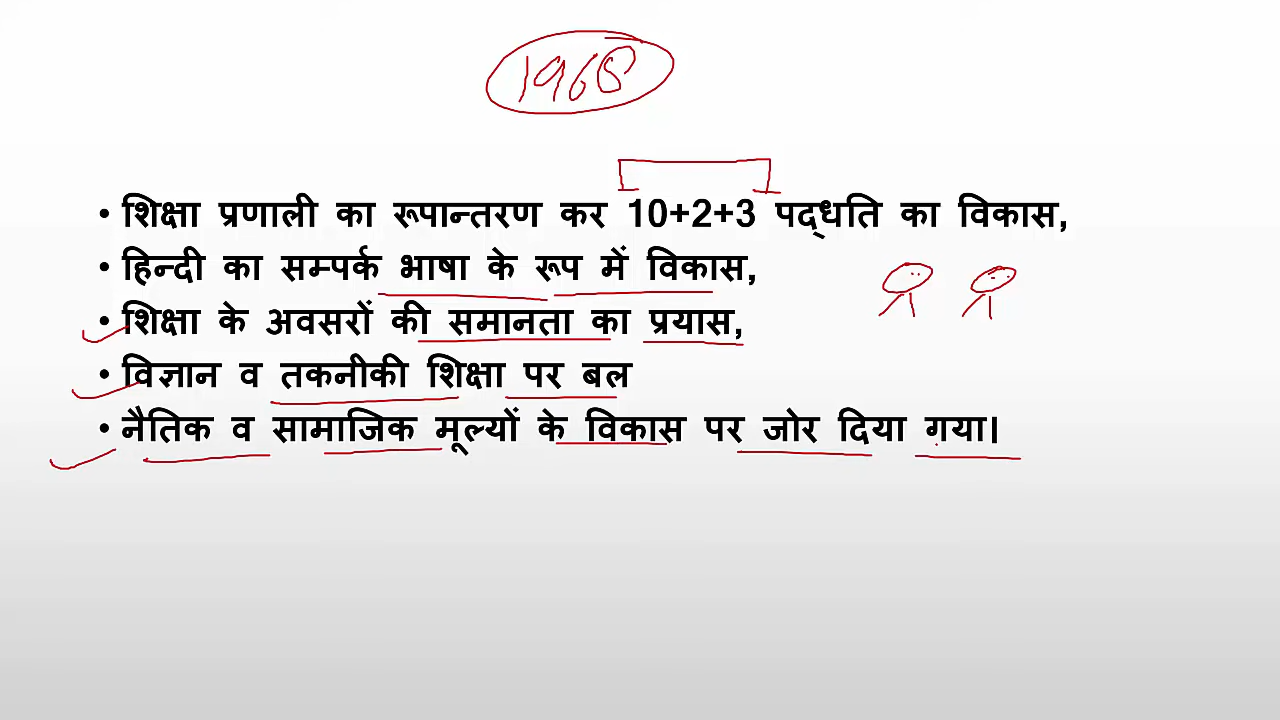 1968
• शिक्षा प्रणाली का रूपान्तरण कर 10+2+3 पद्धति का विकास,
• हिन्दी का सम्पर्क भाषा के रूप में विकास,
• शिक्षा के अवसरों की समानता का प्रयास,
• विज्ञान व तकनीकी शिक्षा पर बल
• नैतिक व सामाजिक मूल्यों के विकास पर जोर दिया गया।